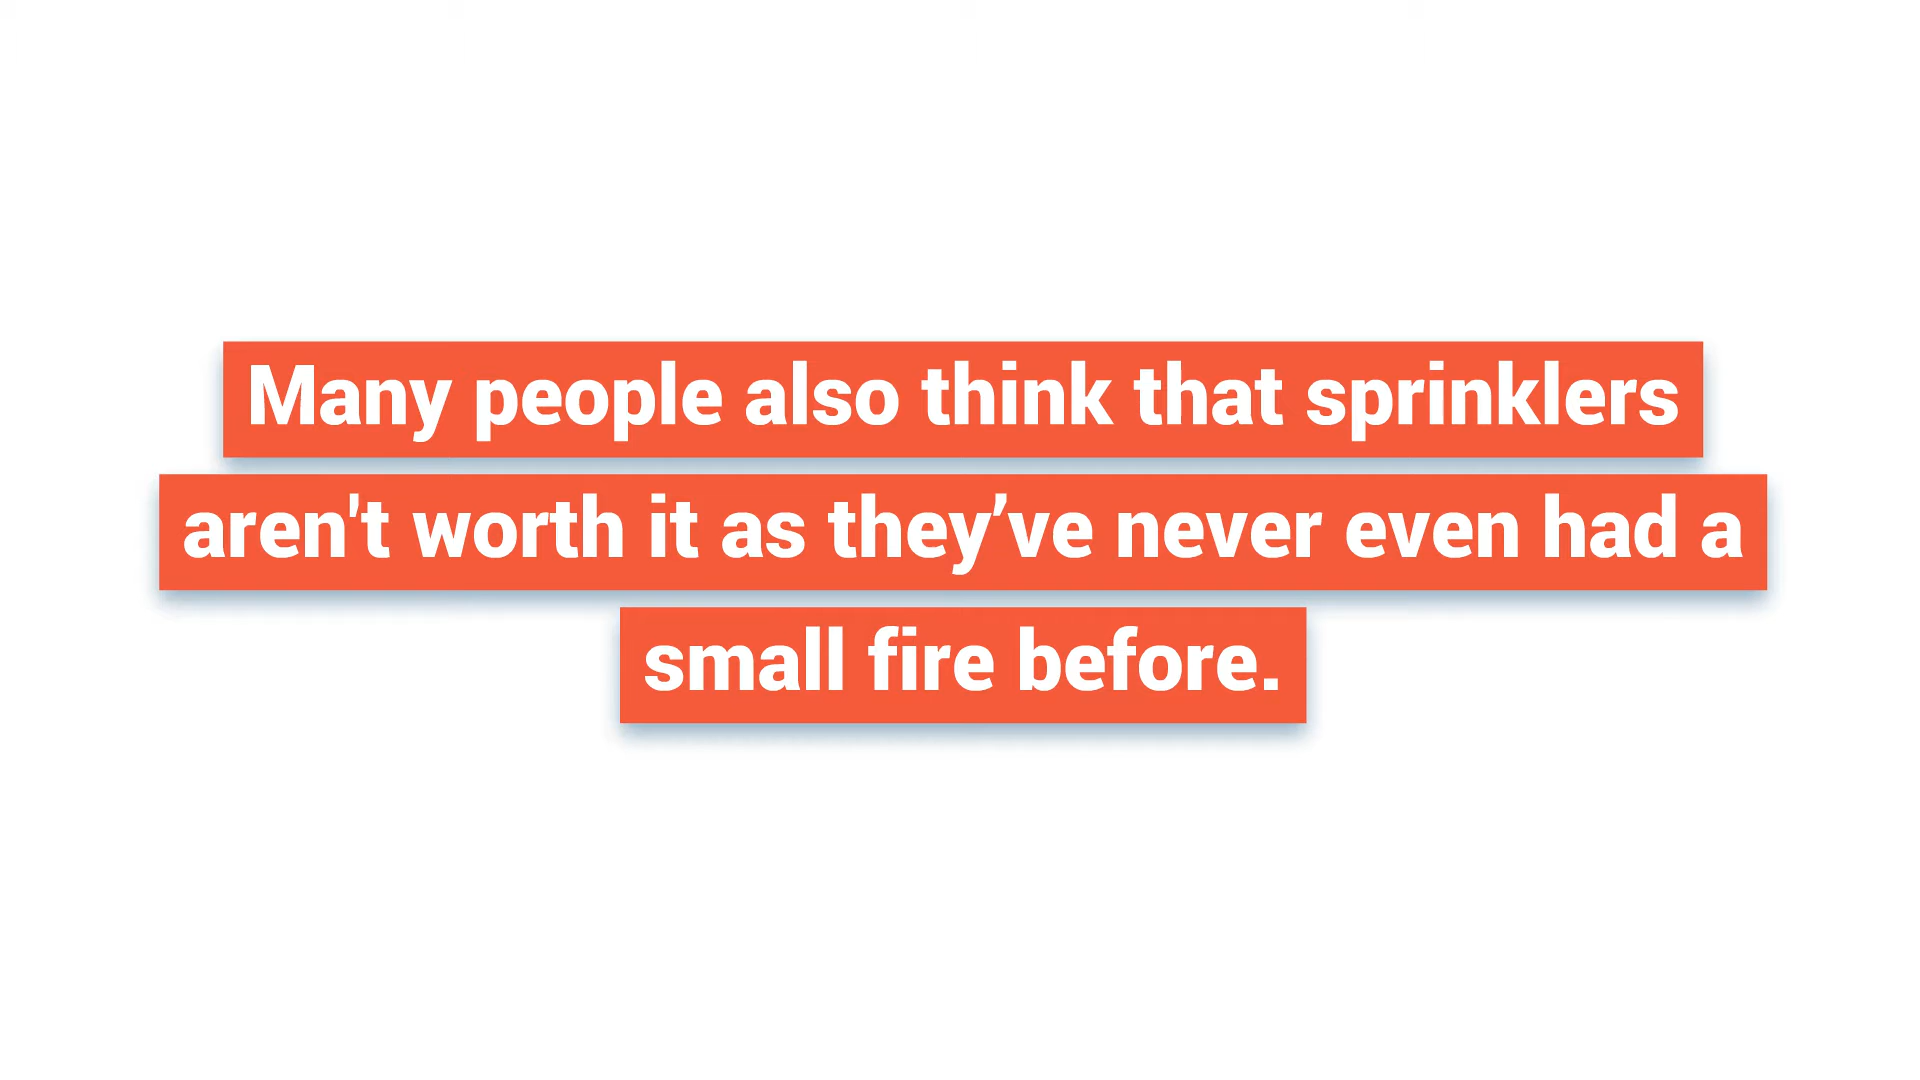 Many people also think that sprinklers
aren't worth it as they’ve never even had a
small fire before.